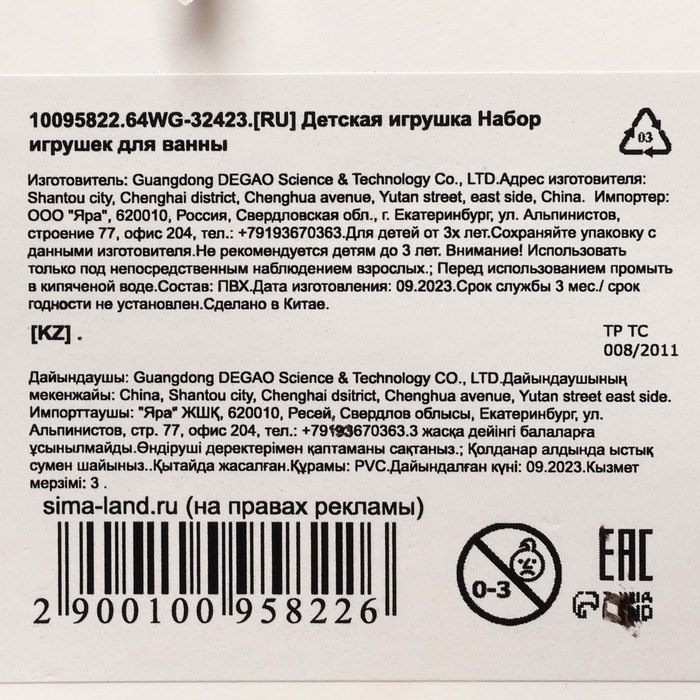 10095822.64WG-32423.[RU] Детская игрушка Набор
игрушек для ванны
03
Изготовитель: Guangdong DEGAO Science & Technology Co., LTD.Адрес изготовителя:
Shantou city, Chenghai district, Chenghua avenue, Yutan street, east side, China. Импортер:
ООО "Яра", 620010, Россия, Свердловская обл., г. Екатеринбург, ул. Альпинистов,
строение 77, офис 204, тел.: +79193670363.Для детей от 3х лет.Сохраняйте упаковку с
данными изготовителя.Не рекомендуется детям до 3 лет. Внимание! Использовать
только под непосредственным наблюдением взрослых.; Перед использованием промыть
в кипяченой воде.Состав: ПВХ.Дата изготовления: 09.2023.Срок службы 3 мес./ срок
годности не установлен.Сделано в Китае.
[KZ] .
ТР ТС
008/2011
Дайындаушы: Guangdong DEGAO Science & Technology CO., LTD.Дайындаушының
мекенжайы: China, Shantou city, Chenghai dsitrict, Chenghua avenue, Yutan street east side.
Импорттаушы: "Яра" ЖШҚ, 620010, Ресей, Свердлов облысы, Екатеринбург, ул.
Альпинистов, стр. 77, офис 204, тел.: +79193670363.3 жасқа дейінгі балаларға
ұсынылмайды.Өндіруші деректерімен қаптаманы сақтаңыз.; Қолданар алдында ыстық
сумен шайыныз..Қытайда жасалған.Құрамы: PVC.Дайындалған күні: 09.2023.Кызмет
мерзімі: 3 .
sima-land.ru (на правах рекламы)
2 900100 958226
0-3
EAC